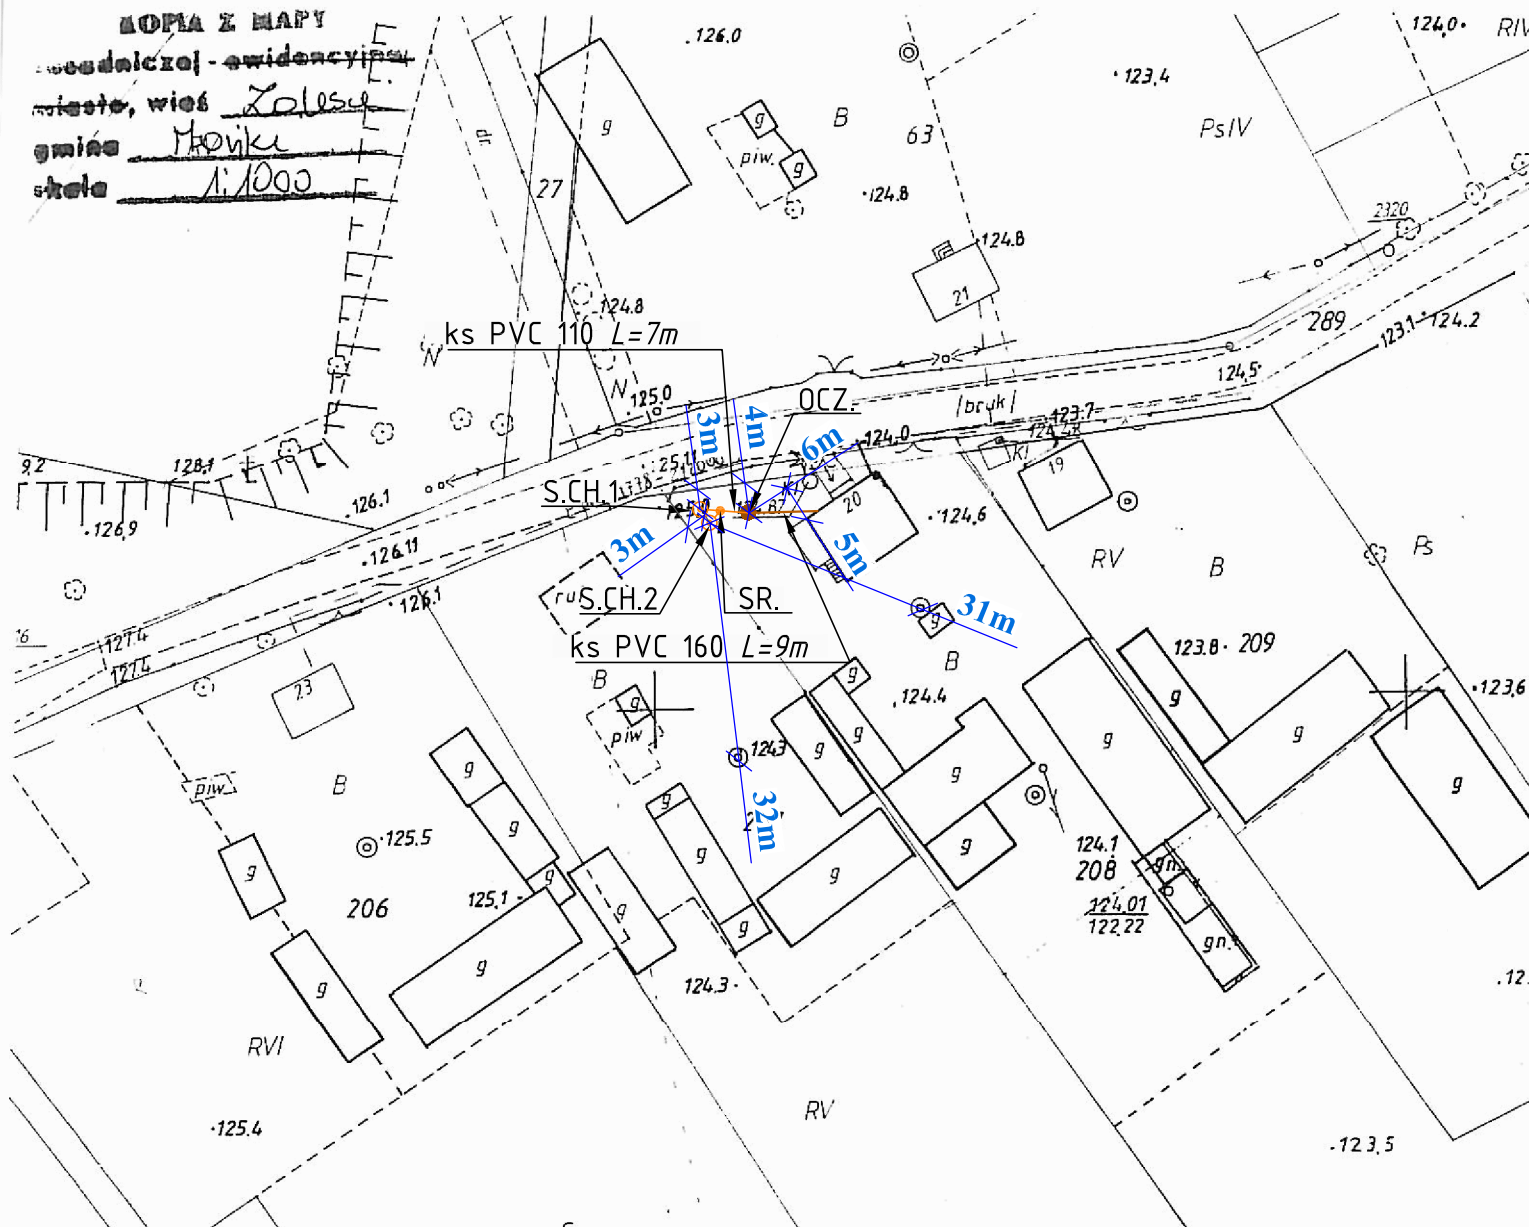 KOPIA Z MAPY
zasadniczej - ewidencyjnej
miasto, wieś Zalesie
gmina
skala 1:1000
126.0
124,0
RIV
123,4
PsIV
B
63
g
piw.
g
g
dr.
27
124.8
124.8
21
2320
289
123.1
124.2
124.8
ks PVC 110 L=7m
N
N
125.0
3m
4m
OCZ.
6m
124,0
/bruk/
123.7
124,5
k
19
9,2
128,1
126.1
126,9
S.CH.1
20
124,6
3m
5m
126.11
126.1
S.CH.2
SR.
31m
RV
B
Ps
16
127.4
127.4
ks PVC 160 L=9m
g
B
123.8
209
23
B
g
piw
g
124.4
g
g
123,6
1243
g
g
g
g
g
g
32m
piw.
B
125.5
g
g
g
g
g
g
124.1
208
gn.
g
g
206
125.1
g
g
124.01
122.22
gn.
g
g
124.3
12
RVI
RV
125.4
123,5